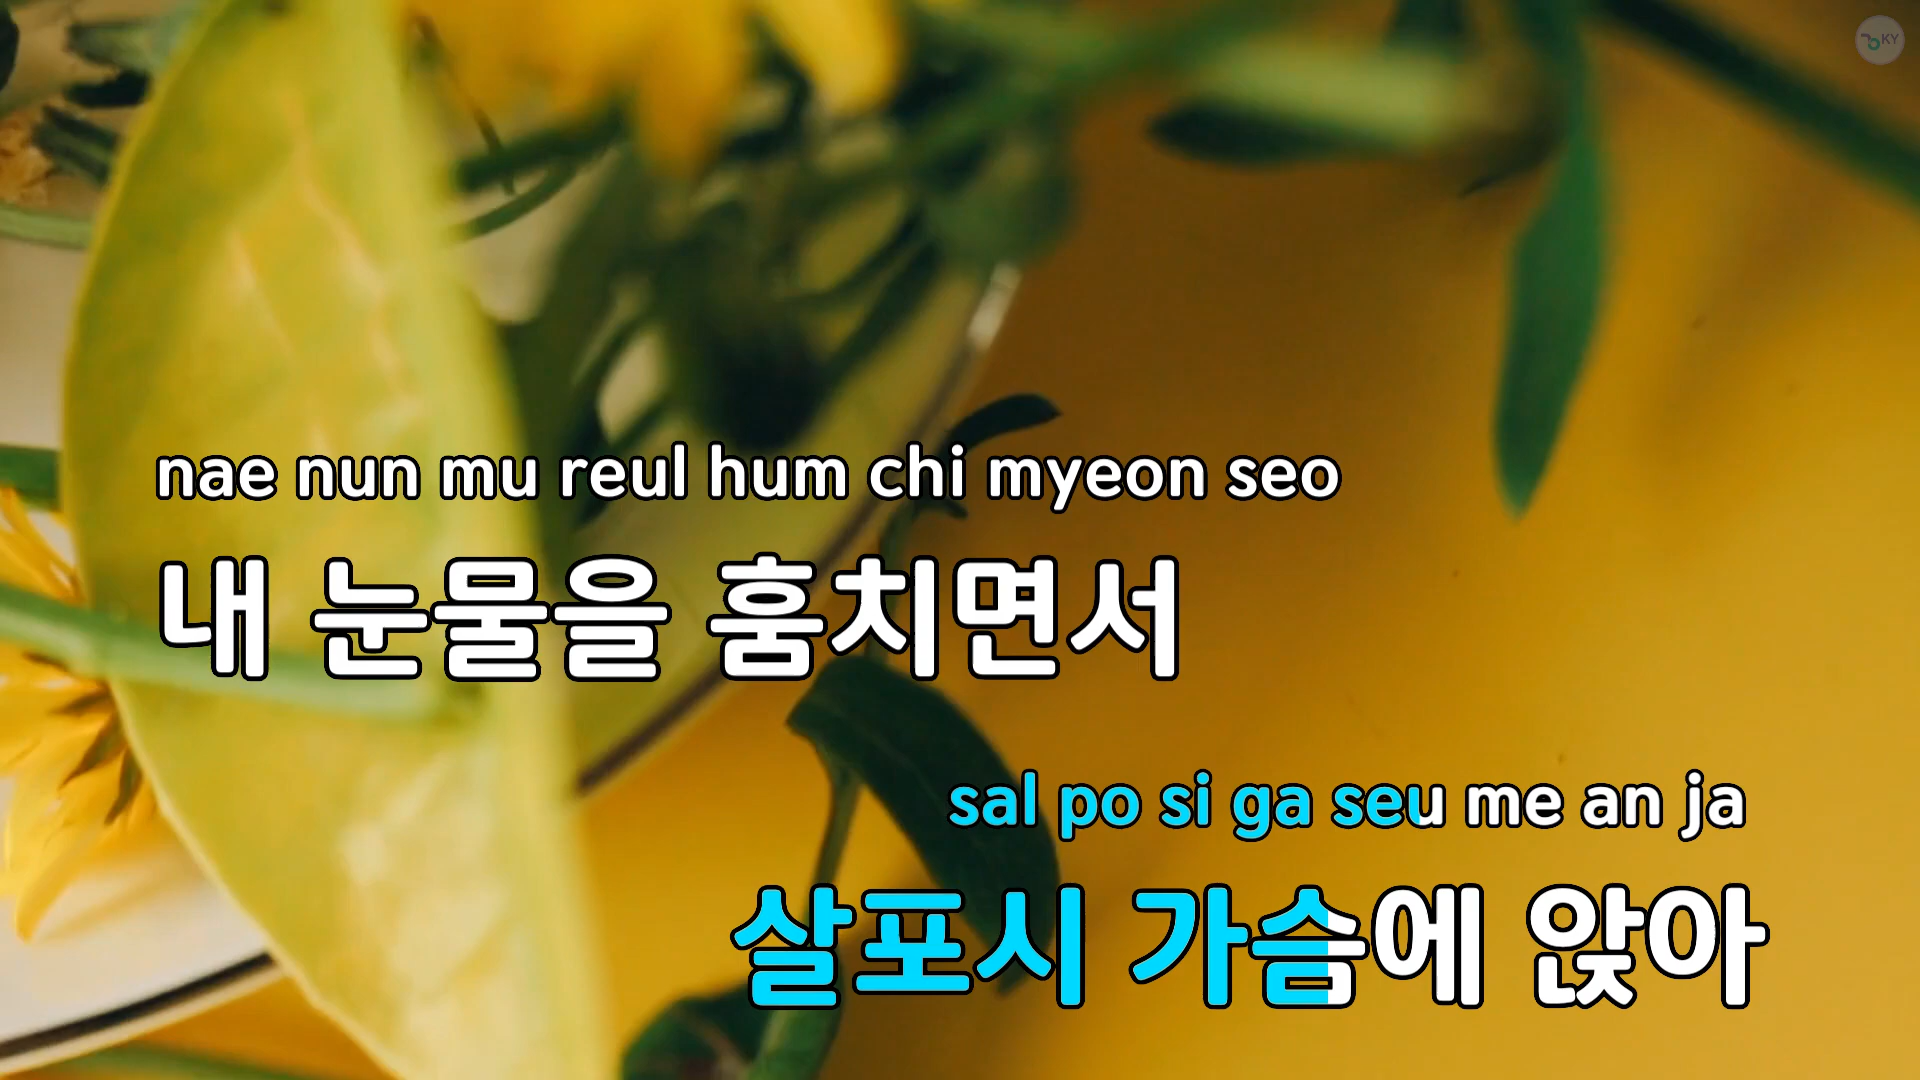 KY
nae nun mu reul hum chi myeon seo
내 눈물을 훔치면서
sal po si ga seu me an ja
살포시 가슴에 앉아